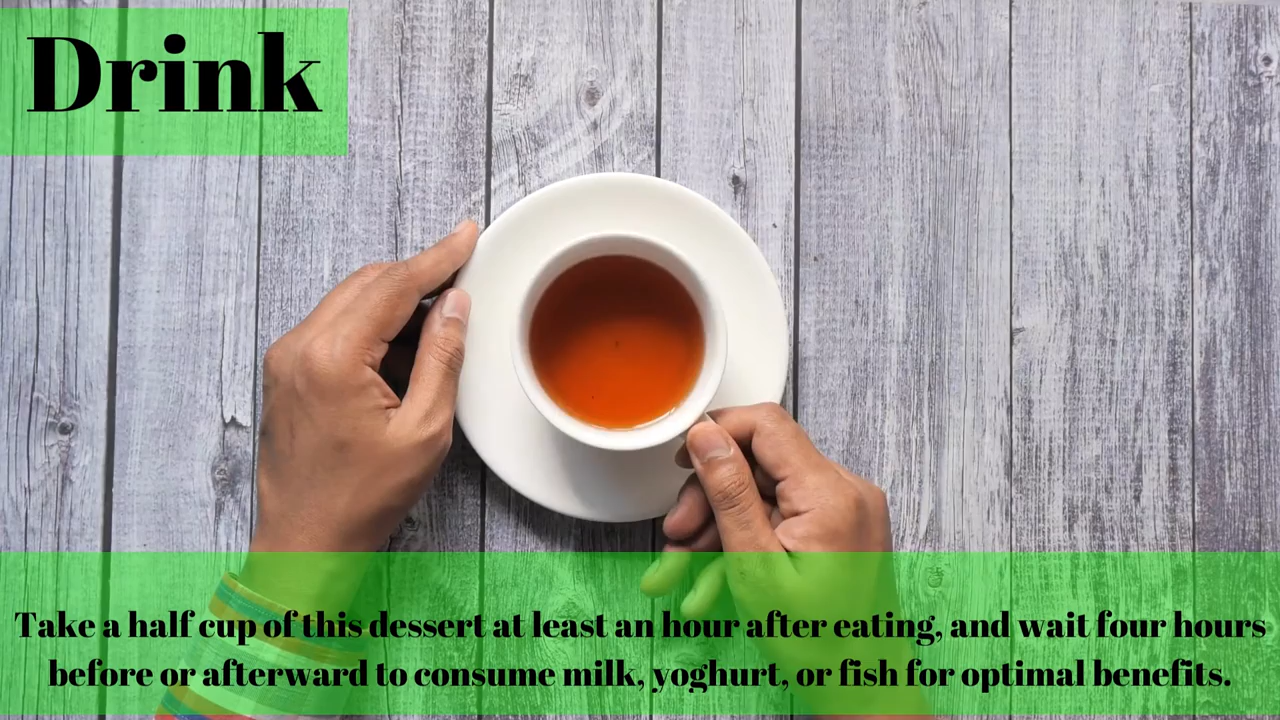 Drink
Take a half cup of this dessert at least an hour after eating, and wait four hours
before or afterward to consume milk, yoghurt, or fish for optimal benefits.